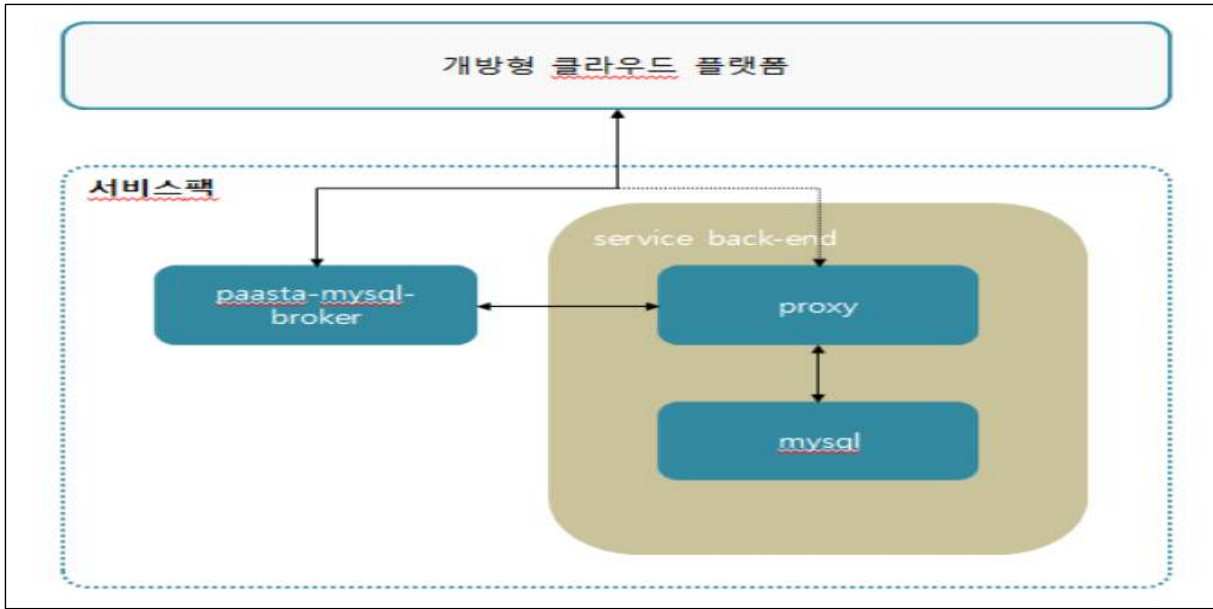 개방형 클라우드 플랫폼
서비스팩
service back-end
paasta-mysql-
broker
proxy
mysql